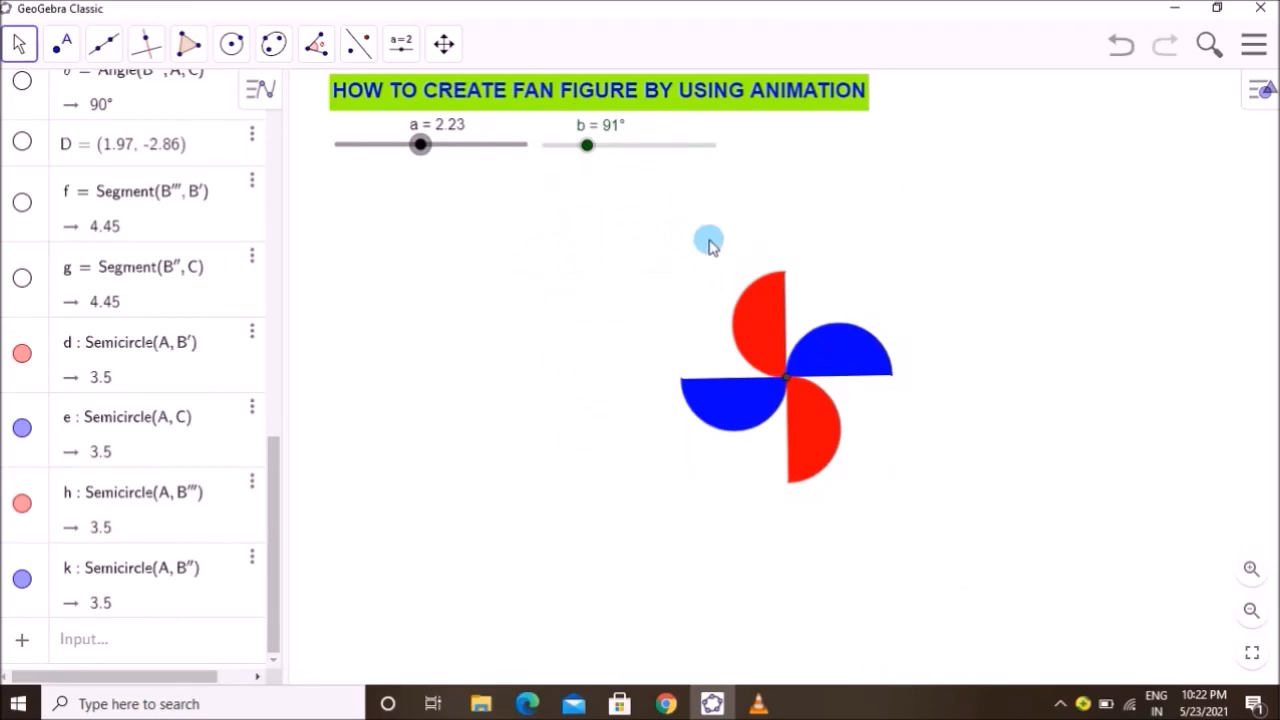 GeoGebra Classic
A
a=2
HOW TO CREATE FAN FIGURE BY USING ANIMATION
a = 2.23
b = 91°
→ 90°
D = (1.97, -2.86)
f = Segment(B‴, B′)
→ 4.45
g = Segment(B″, C)
→ 4.45
d : Semicircle(A, B′)
→ 3.5
e : Semicircle(A, C)
→ 3.5
h : Semicircle(A, B‴)
→ 3.5
k : Semicircle(A, B″)
→ 3.5
+ Input...
Type here to search
ENG
IN
10:22 PM
5/23/2021
1